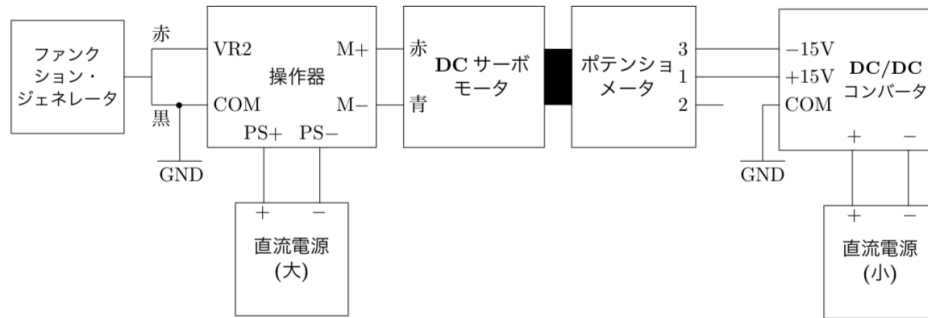 赤
ファンク
ション・
ジェネレータ
黒
GND
VR2
COM
操作器
M+
M−
PS+ PS−
+ −
直流電源
(大)
赤
青
DC サーボ
モータ
ポテンショ
メータ
3
1
2
GND
−15V
+15V
COM
DC/DC
コンバータ
+ −
+ −
直流電源
(小)